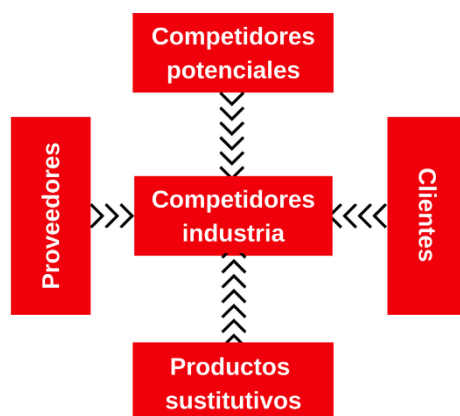 Competidores
potenciales
Proveedores
Competidores
industria
Clientes
Productos
sustitutivos